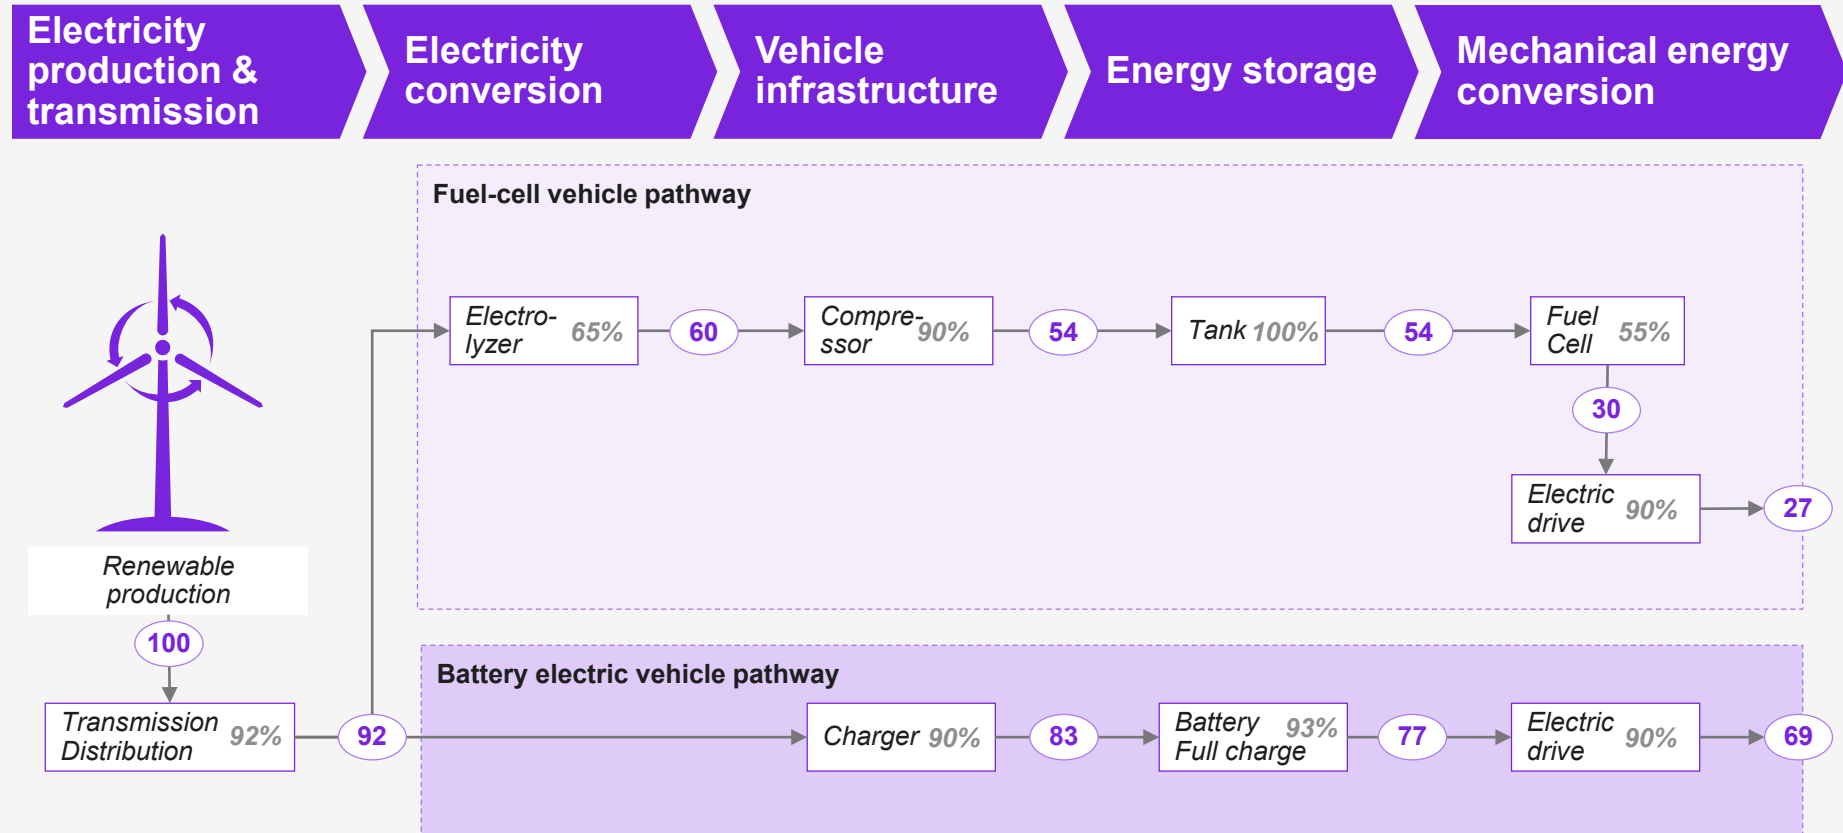 Electricity
production &
transmission
Electricity
conversion
Vehicle
infrastructure
Energy storage
Mechanical energy
conversion
Fuel-cell vehicle pathway
Electro-
lyzer 65%
60
Compre-
ssor 90%
54
Tank 100%
54
Fuel
Cell 55%
30
Electric
drive 90%
27
Renewable
production
100
Transmission
Distribution 92%
92
Battery electric vehicle pathway
Charger 90%
83
Battery 93%
Full charge
77
Electric
drive 90%
69